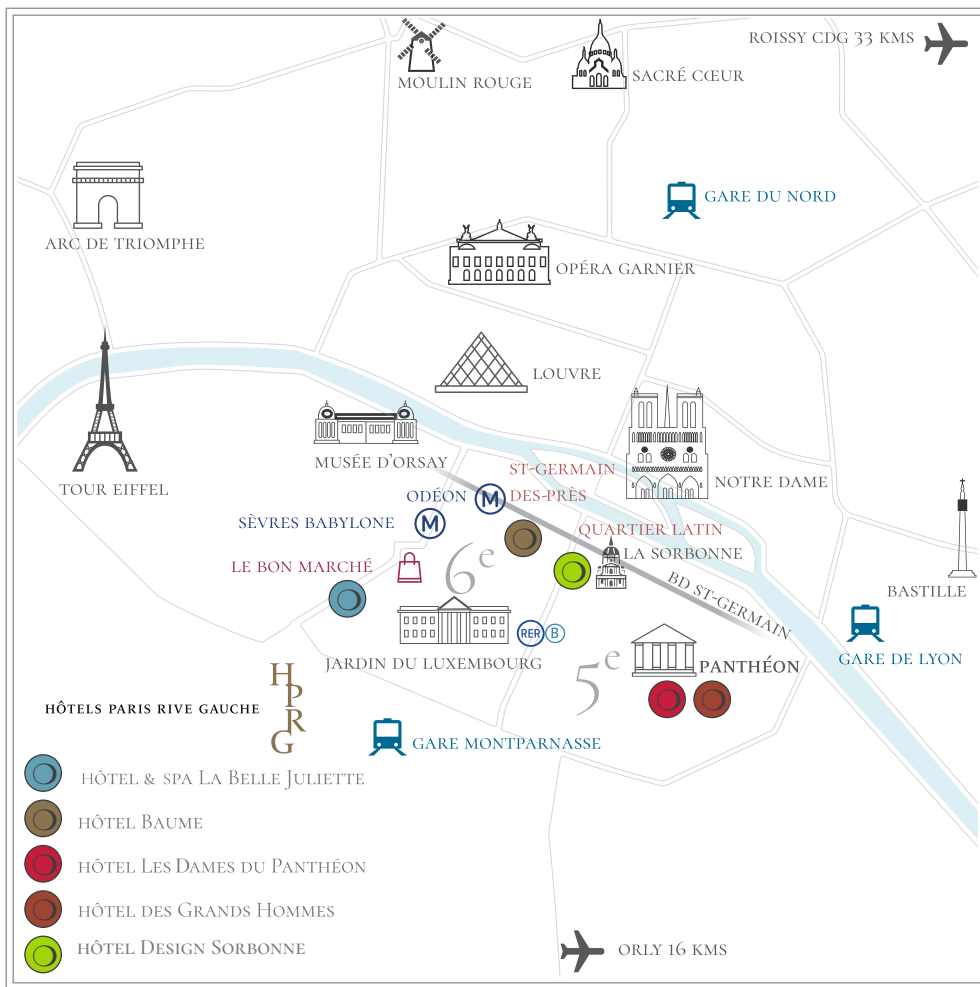 ROISSY CDG 33 KMS
MOULIN ROUGE
SACRÉ CŒUR
GARE DU NORD
ARC DE TRIOMPHE
OPÉRA GARNIER
LOUVRE
MUSÉE D'ORSAY
TOUR EIFFEL
ST-GERMAIN
DES-PRÈS
NOTRE DAME
ODÉON
M
SÈVRES BABYLONE
M
QUARTIER LATIN
LA SORBONNE
LE BON MARCHÉ
6e
BD ST-GERMAIN
BASTILLE
RER
B
JARDIN DU LUXEMBOURG
GARE DE LYON
5e
PANTHÉON
HÔTELS PARIS RIVE GAUCHE
H
P
R
G
GARE MONTPARNASSE
HÔTEL & SPA LA BELLE JULIETTE
HÔTEL BAUME
HÔTEL LES DAMES DU PANTHÉON
HÔTEL DES GRANDS HOMMES
HÔTEL DESIGN SORBONNE
ORLY 16 KMS